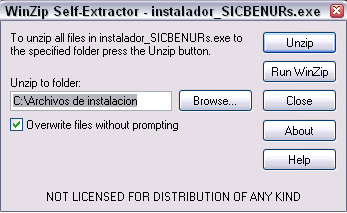 WinZip Self-Extractor - instalador_SICBENURs.exe
To unzip all files in instalador_SICBENURs.exe to
the specified folder press the Unzip button.
Unzip
Run WinZip
Unzip to folder:
C:\Archivos de instalacion
Browse...
Close
Overwrite files without prompting
About
Help
NOT LICENSED FOR DISTRIBUTION OF ANY KIND